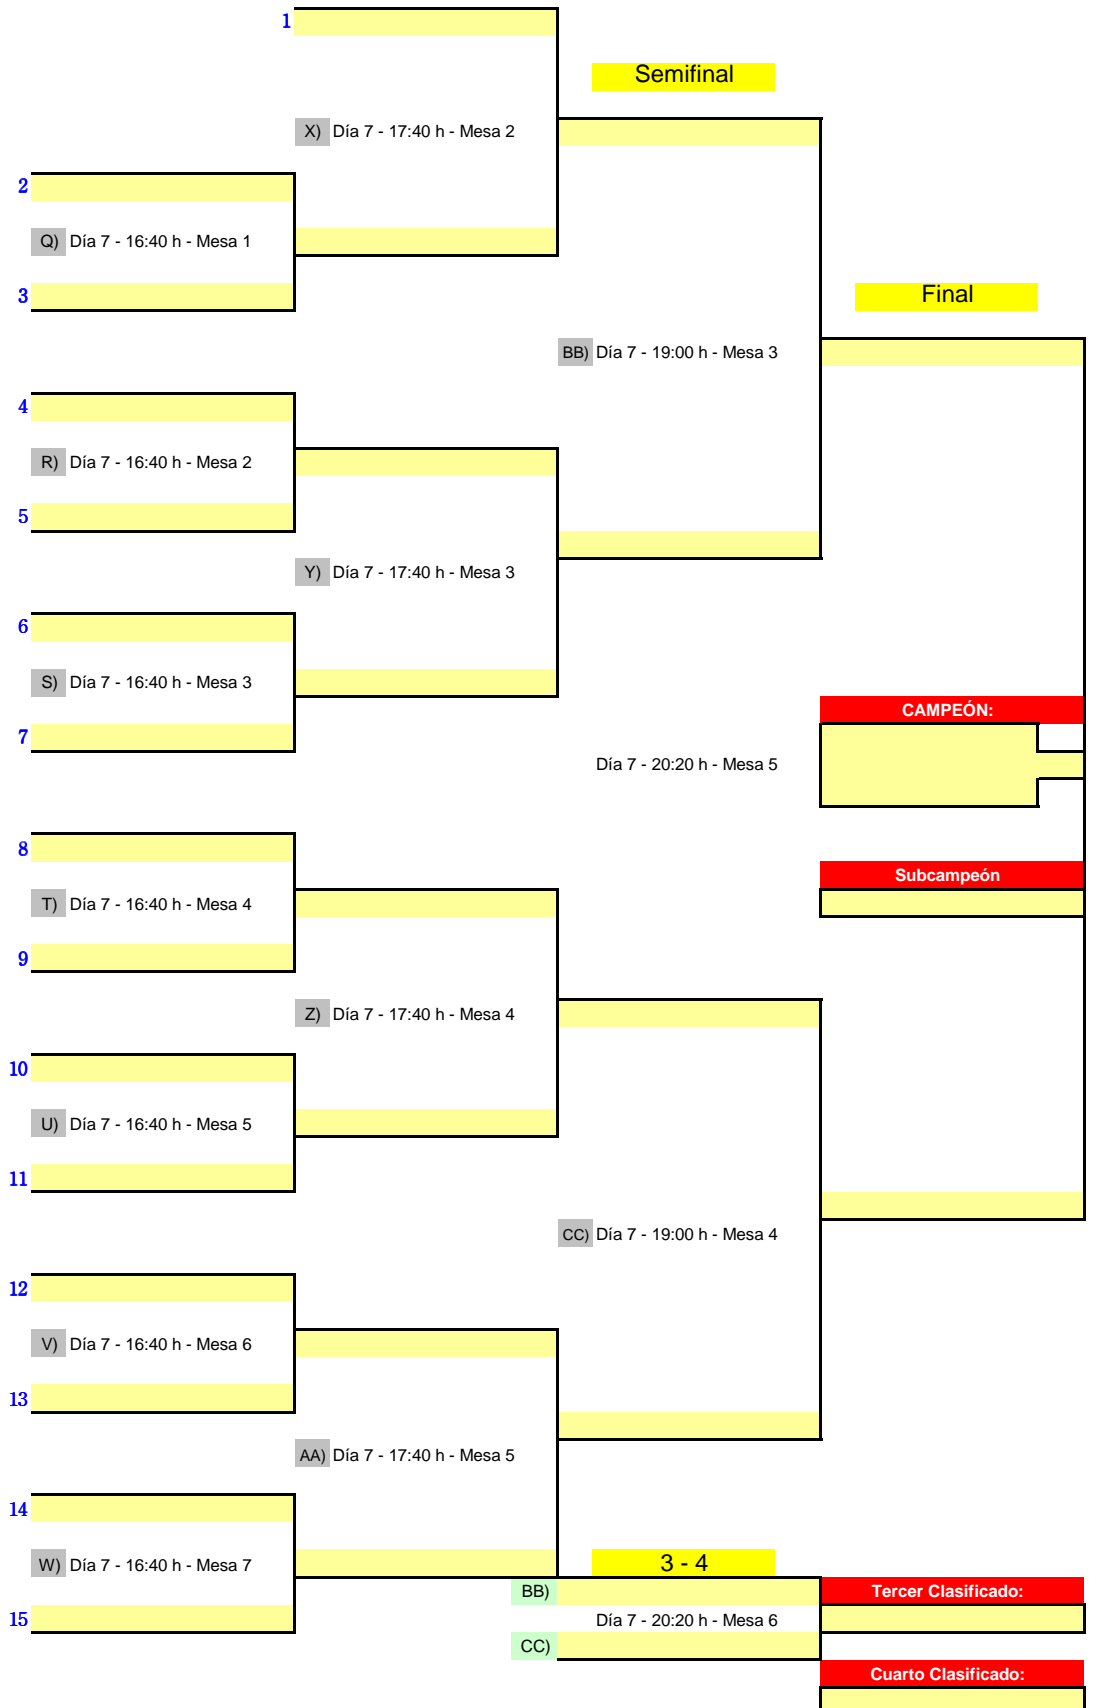 1
Semifinal
X) Día 7 - 17:40 h - Mesa 2
2
Q) Día 7 - 16:40 h - Mesa 1
3
Final
BB) Día 7 - 19:00 h - Mesa 3
4
R) Día 7 - 16:40 h - Mesa 2
5
Y) Día 7 - 17:40 h - Mesa 3
6
S) Día 7 - 16:40 h - Mesa 3
7
CAMPEÓN:
Día 7 - 20:20 h - Mesa 5
8
Subcampeón
T) Día 7 - 16:40 h - Mesa 4
9
Z) Día 7 - 17:40 h - Mesa 4
10
U) Día 7 - 16:40 h - Mesa 5
11
CC) Día 7 - 19:00 h - Mesa 4
12
V) Día 7 - 16:40 h - Mesa 6
13
AA) Día 7 - 17:40 h - Mesa 5
14
W) Día 7 - 16:40 h - Mesa 7
3 - 4
BB)
Tercer Clasificado:
15
Día 7 - 20:20 h - Mesa 6
CC)
Cuarto Clasificado: